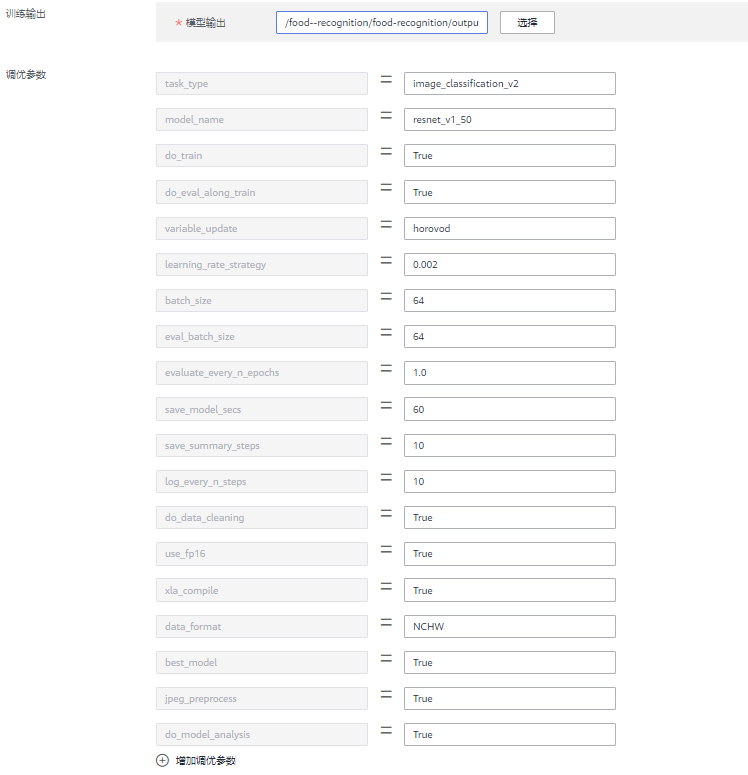 训练输出
* 模型输出 /food--recognition/food-recognition/outpu 选择
调优参数
task_type = image_classification_v2
model_name = resnet_v1_50
do_train = True
do_eval_along_train = True
variable_update = horovod
learning_rate_strategy = 0.002
batch_size = 64
eval_batch_size = 64
evaluate_every_n_epochs = 1.0
save_model_secs = 60
save_summary_steps = 10
log_every_n_steps = 10
do_data_cleaning = True
use_fp16 = True
xla_compile = True
data_format = NCHW
best_model = True
jpeg_preprocess = True
do_model_analysis = True
增加调优参数